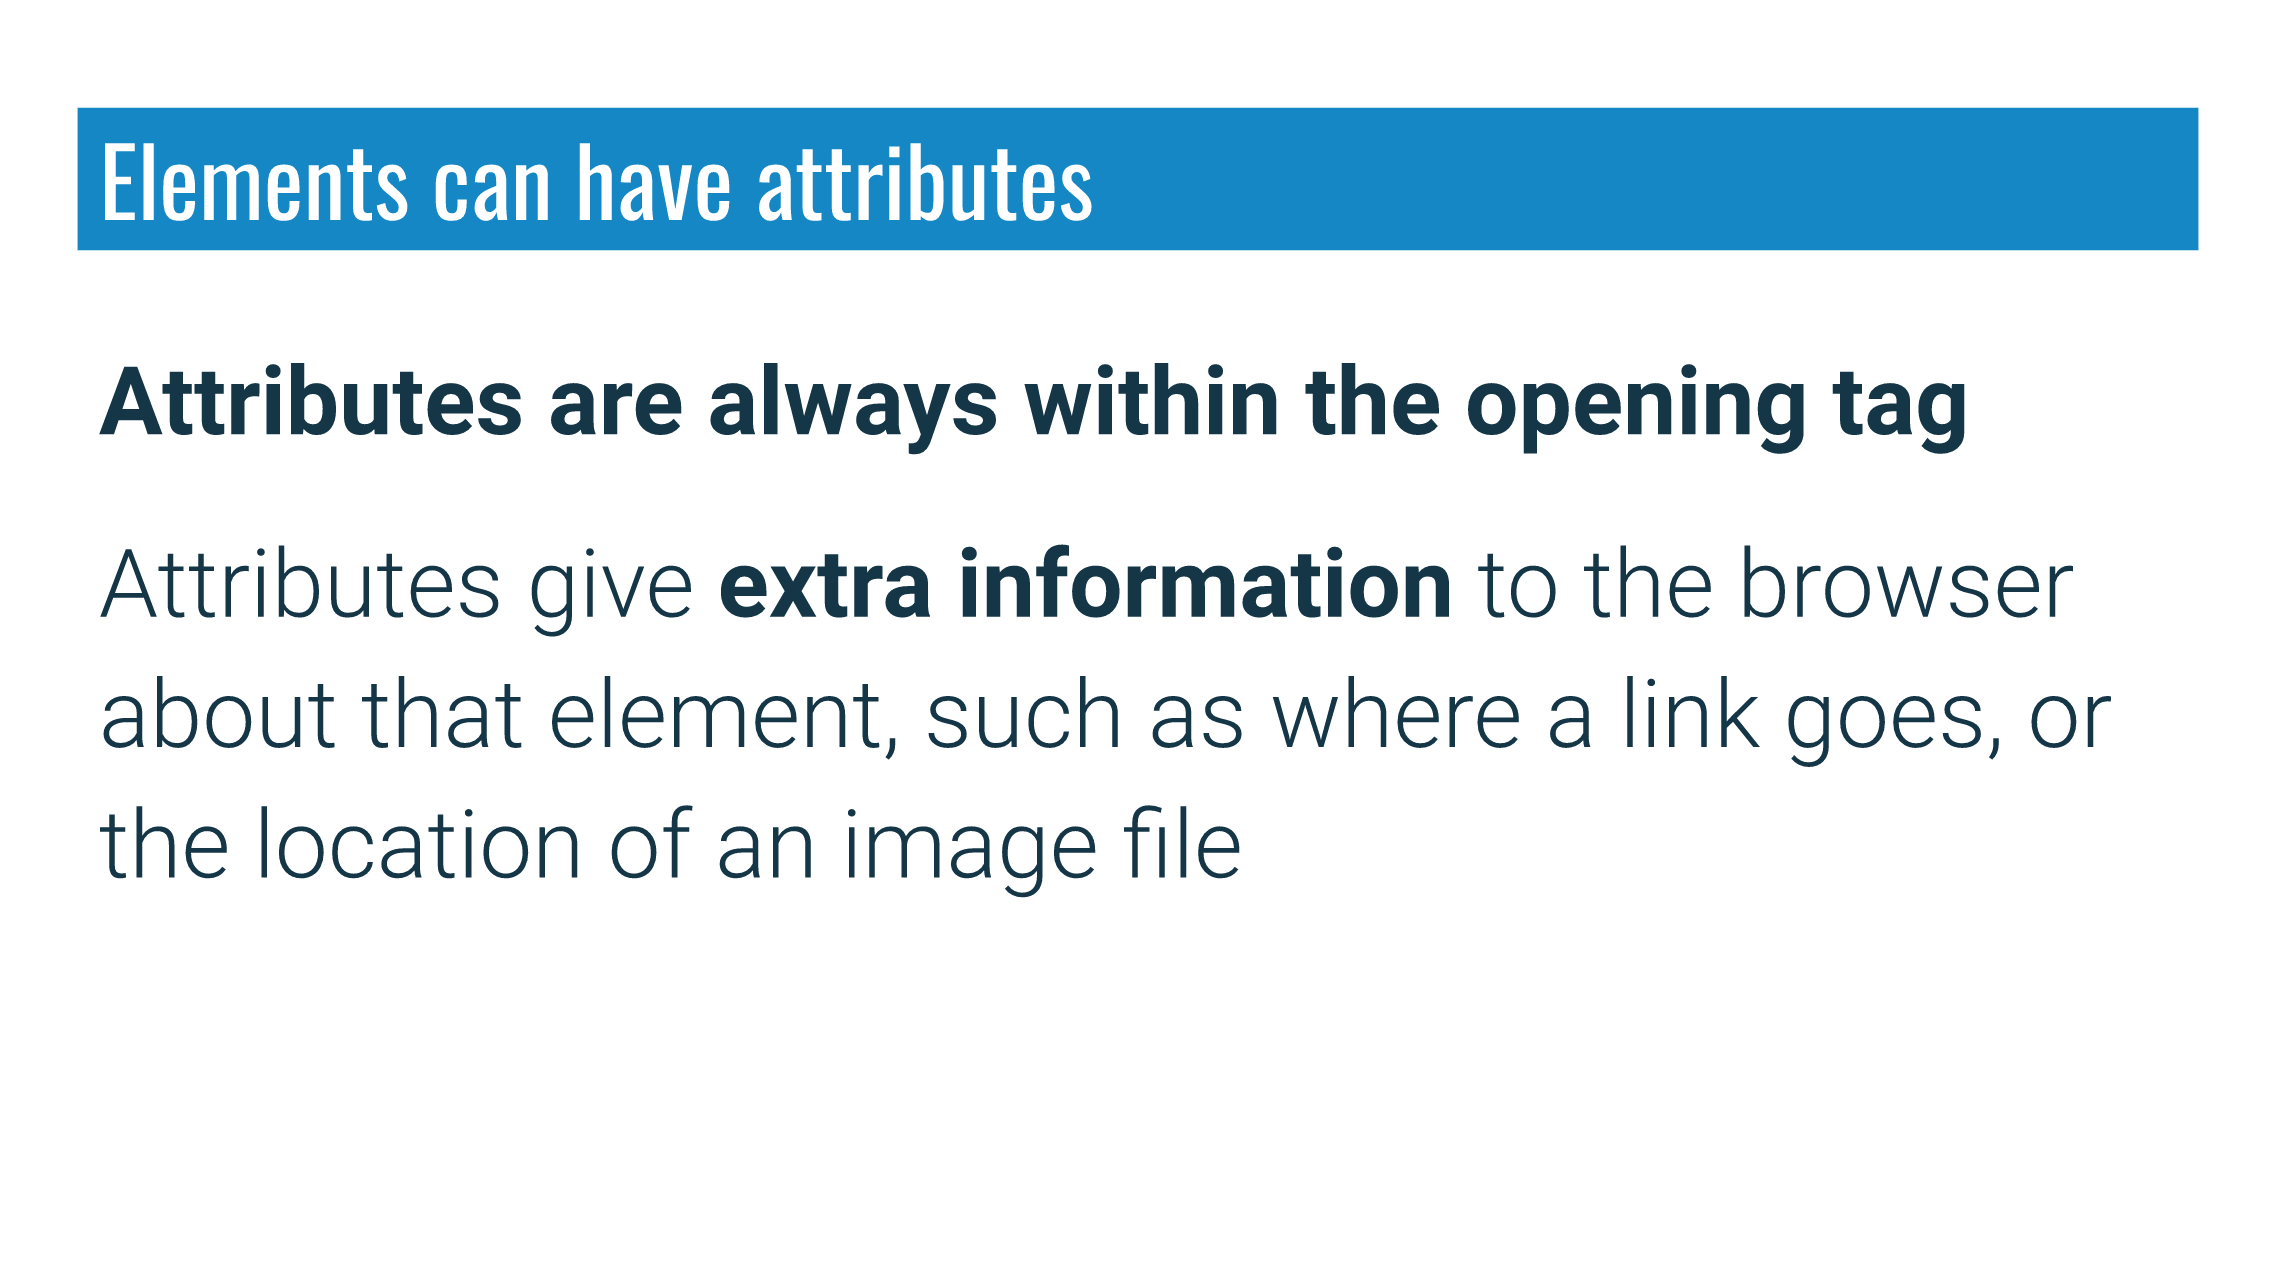 Elements can have attributes
Attributes are always within the opening tag
Attributes give extra information to the browser
about that element, such as where a link goes, or
the location of an image file